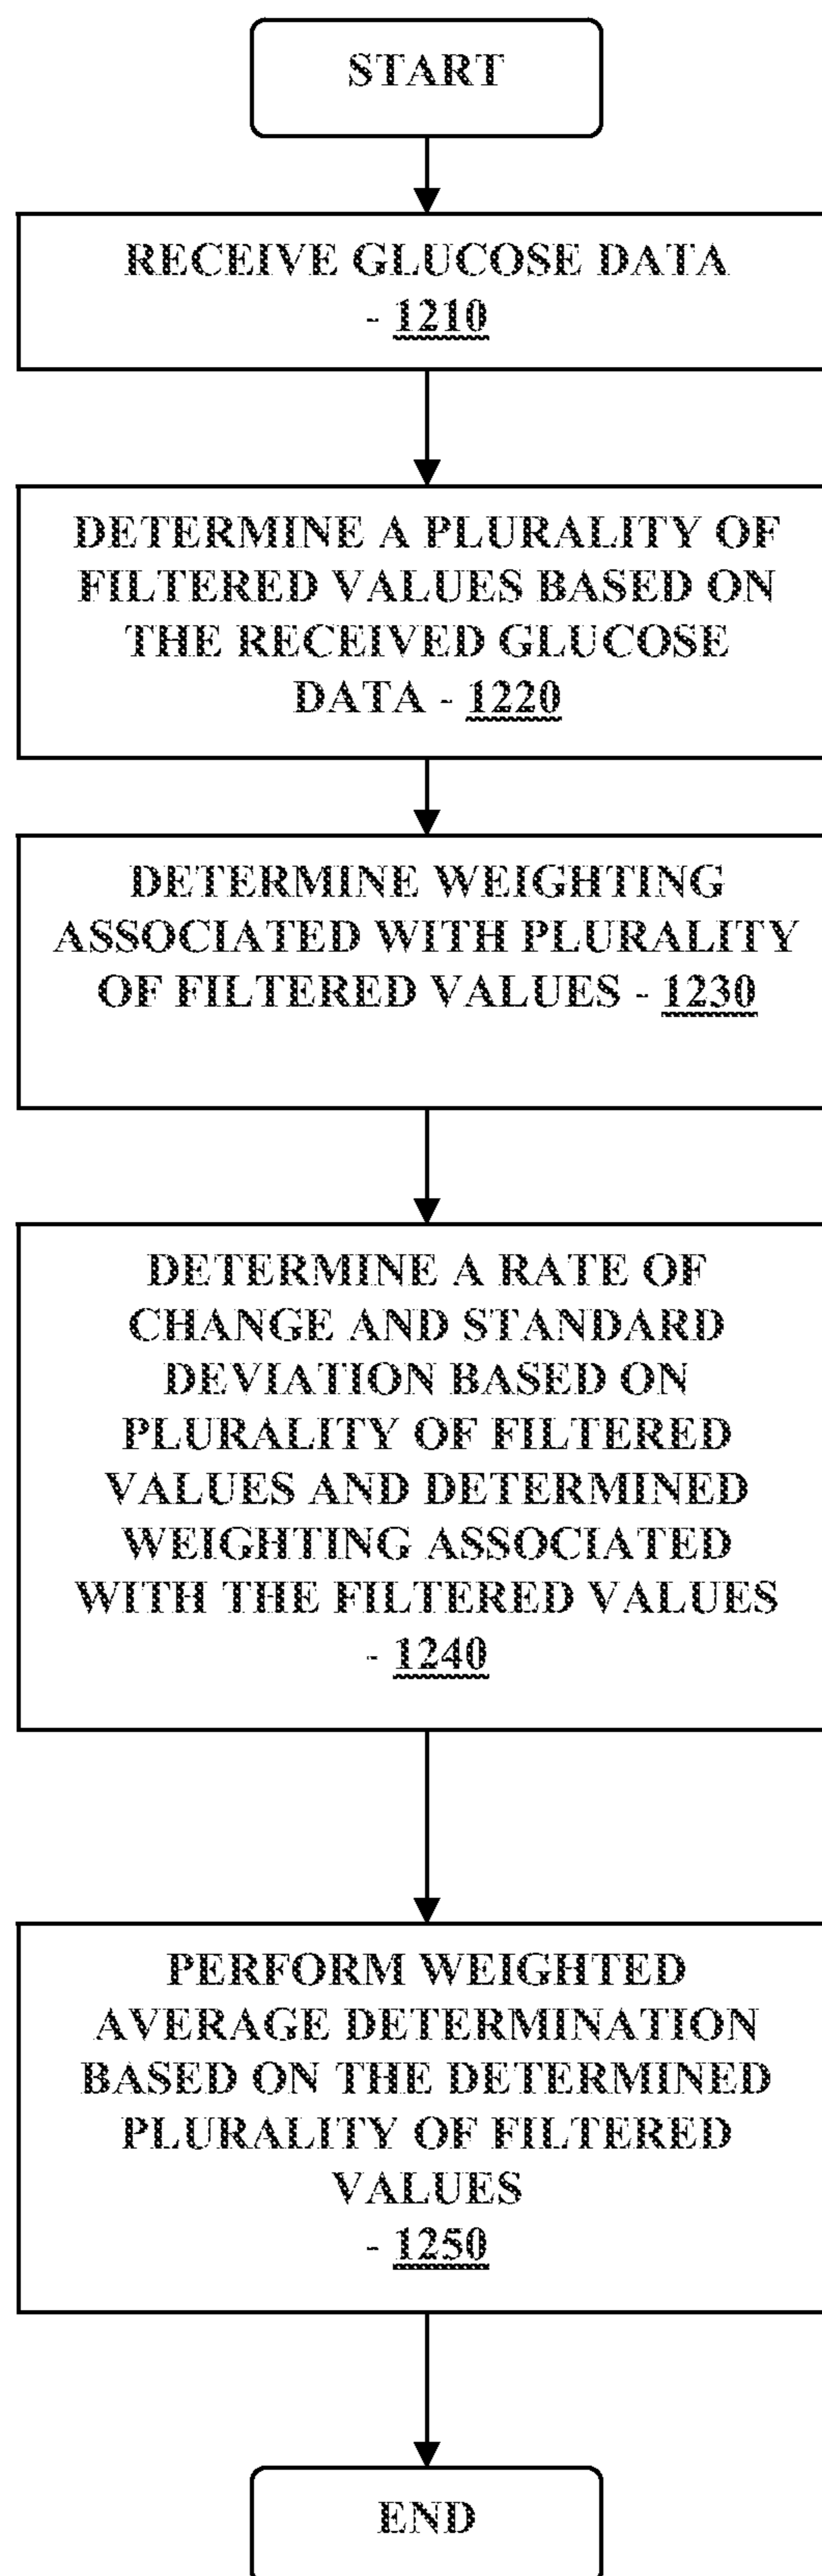 START
RECEIVE GLUCOSE DATA
- 1210
DETERMINE A PLURALITY OF
FILTERED VALUES BASED ON
THE RECEIVED GLUCOSE
DATA - 1220
DETERMINE WEIGHTING
ASSOCIATED WITH PLURALITY
OF FILTERED VALUES - 1230
DETERMINE A RATE OF
CHANGE AND STANDARD
DEVIATION BASED ON
PLURALITY OF FILTERED
VALUES AND DETERMINED
WEIGHTING ASSOCIATED
WITH THE FILTERED VALUES
- 1240
PERFORM WEIGHTED
AVERAGE DETERMINATION
BASED ON THE DETERMINED
PLURALITY OF FILTERED
VALUES
- 1250
END